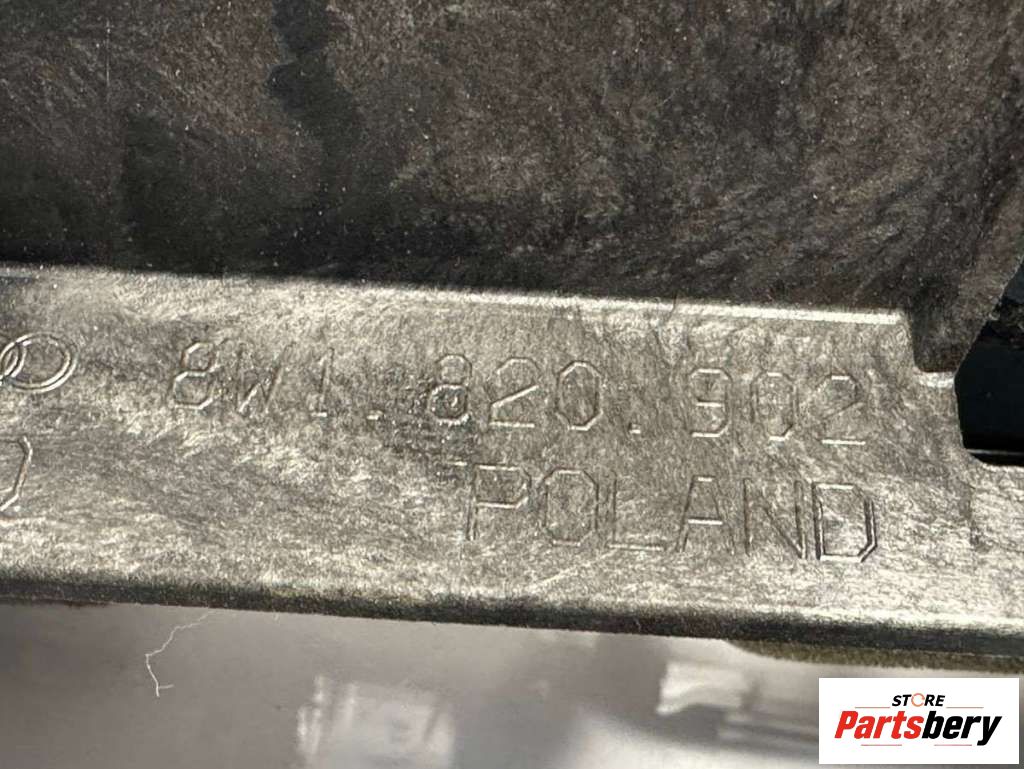 8W1.820.902
POLAND
STORE
Partsbery